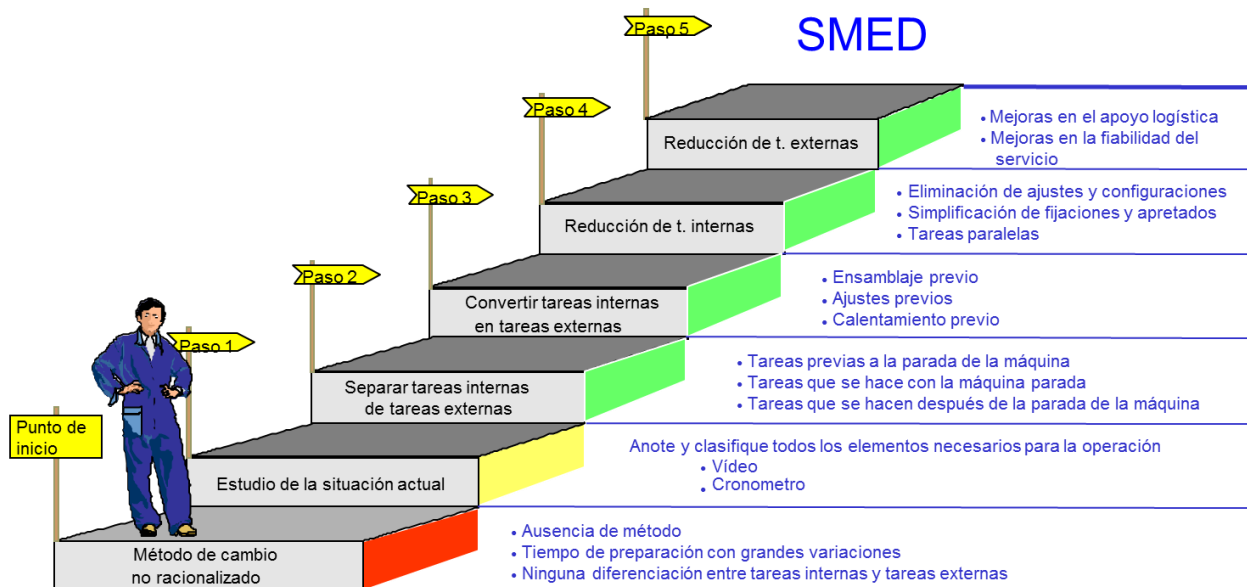 SMED
Paso 5
Reducción de t. externas
• Mejoras en el apoyo logística
• Mejoras en la fiabilidad del
servicio
Paso 4
Reducción de t. internas
• Eliminación de ajustes y configuraciones
• Simplificación de fijaciones y apretados
• Tareas paralelas
Paso 3
Convertir tareas internas
en tareas externas
• Ensamblaje previo
• Ajustes previos
• Calentamiento previo
Paso 2
Separar tareas internas
de tareas externas
• Tareas previas a la parada de la máquina
• Tareas que se hace con la máquina parada
• Tareas que se hacen después de la parada de la máquina
Paso 1
Estudio de la situación actual
Anote y clasifique todos los elementos necesarios para la operación
• Vídeo
• Cronometro
Punto de
inicio
Método de cambio
no racionalizado
• Ausencia de método
• Tiempo de preparación con grandes variaciones
• Ninguna diferenciación entre tareas internas y tareas externas